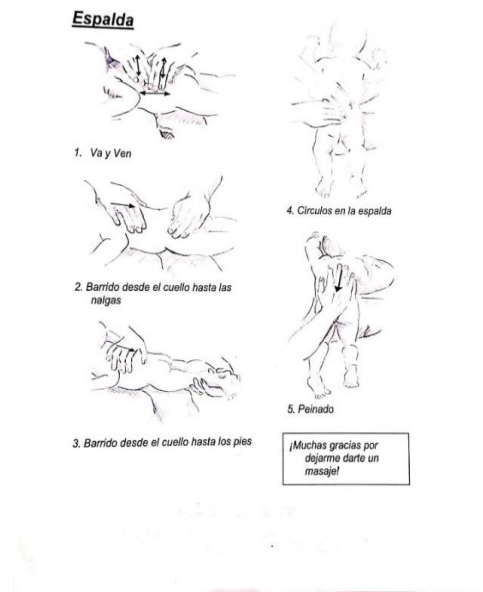 Espalda
1. Va y Ven
2. Barrido desde el cuello hasta las
nalgas
3. Barrido desde el cuello hasta los pies
4. Circulos en la espalda
5. Peinado
¡Muchas gracias por
dejarme darte un
masaje!